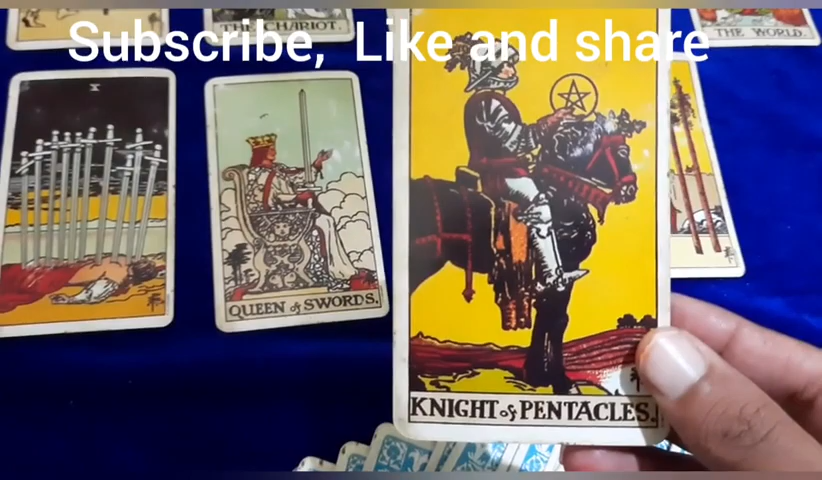 THE CHARIOT.
THE WORLD.
Subscribe, Like and share
X
QUEEN of SWORDS.
KNIGHT of PENTACLES.